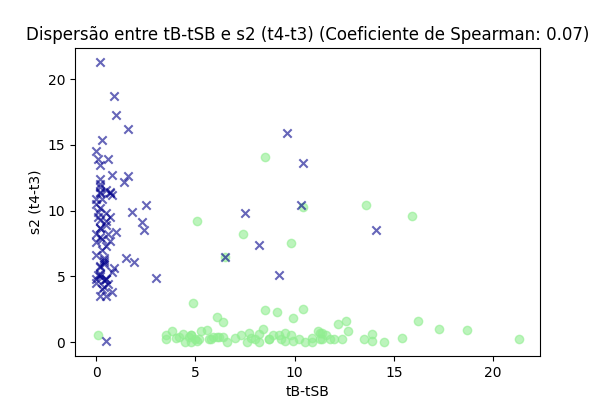 Dispersão entre tB-tSB e s2 (t4-t3) (Coeficiente de Spearman: 0.07)
20
15
10
5
0
s2 (t4-t3)
0 5 10 15 20
tB-tSB